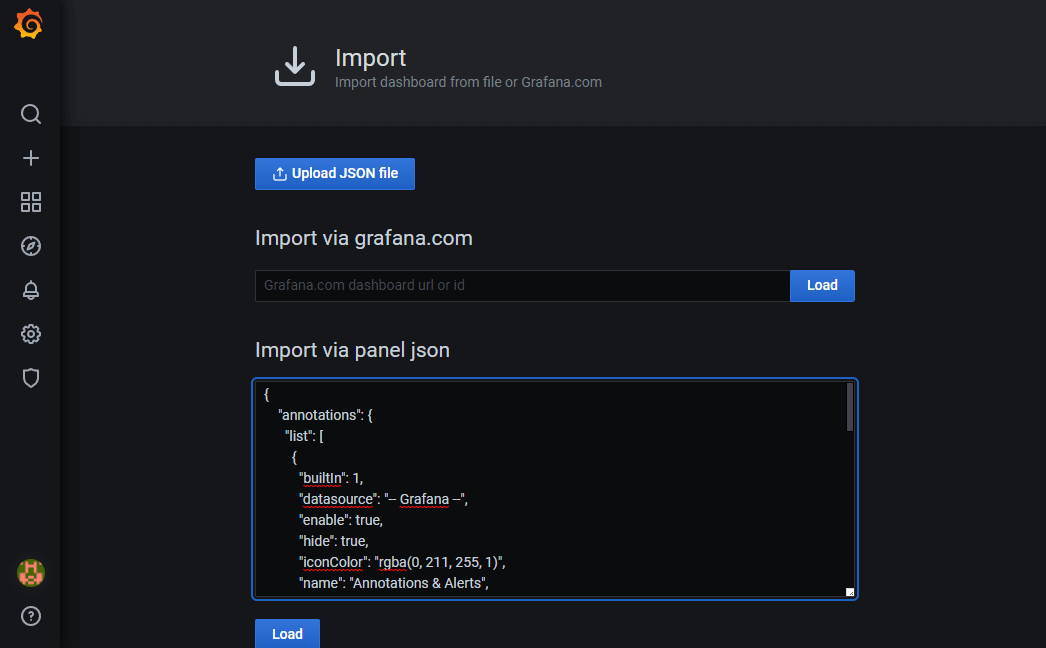 Import
Import dashboard from file or Grafana.com
Upload JSON file
Import via grafana.com
Grafana.com dashboard url or id
Load
Import via panel json
{
"annotations": {
"list": [
{
"builtIn": 1,
"datasource": "-- Grafana --",
"enable": true,
"hide": true,
"iconColor": "rgba(0, 211, 255, 1)",
"name": "Annotations & Alerts",
Load